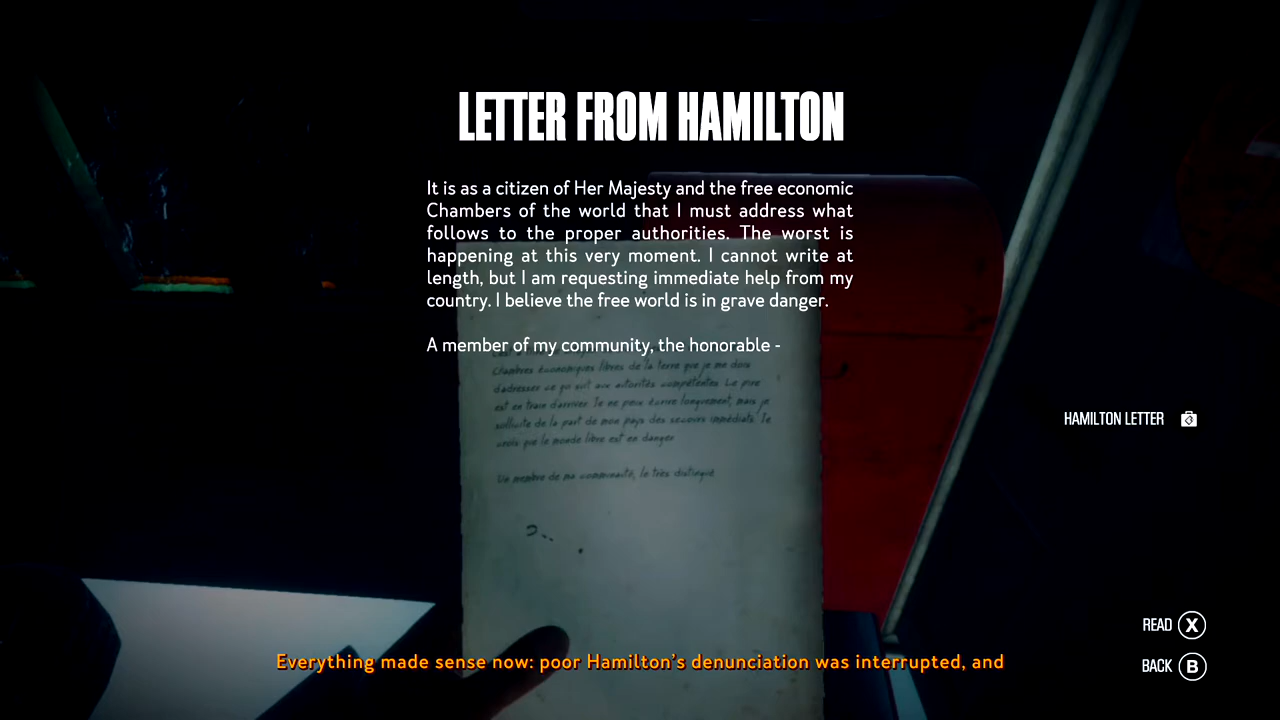 LETTER FROM HAMILTON
It is as a citizen of Her Majesty and the free economic
Chambers of the world that I must address what
follows to the proper authorities. The worst is
happening at this very moment. I cannot write at
length, but I am requesting immediate help from my
country. I believe the free world is in grave danger.
A member of my community, the honorable -
Chambres économiques libres de la terre que je me dois
d'adresser ce qui suit aux autorités compétentes. Le pire
est en train d'arriver. Je ne peux écrire longuement, mais je
sollicite de la part de mon pays des secours immédiats. Je
crois que le monde libre est en danger
Un membre de ma communauté, le très distingué
HAMILTON LETTER
READ X
BACK B
Everything made sense now: poor Hamilton's denunciation was interrupted, and